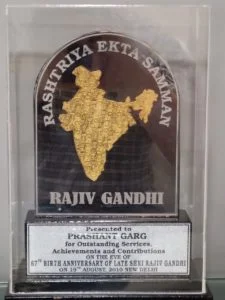 RASHTRIYA EKTA SAMMAN
RAJIV GANDHI
Presented to
PRASHANT GARG
for Outstanding Services,
Achievements and Contributions
ON THE EVE OF
67TH BIRTH ANNIVERSARY OF LATE SHRI RAJIV GANDHI
ON 19TH AUGUST, 2010 NEW DELHI